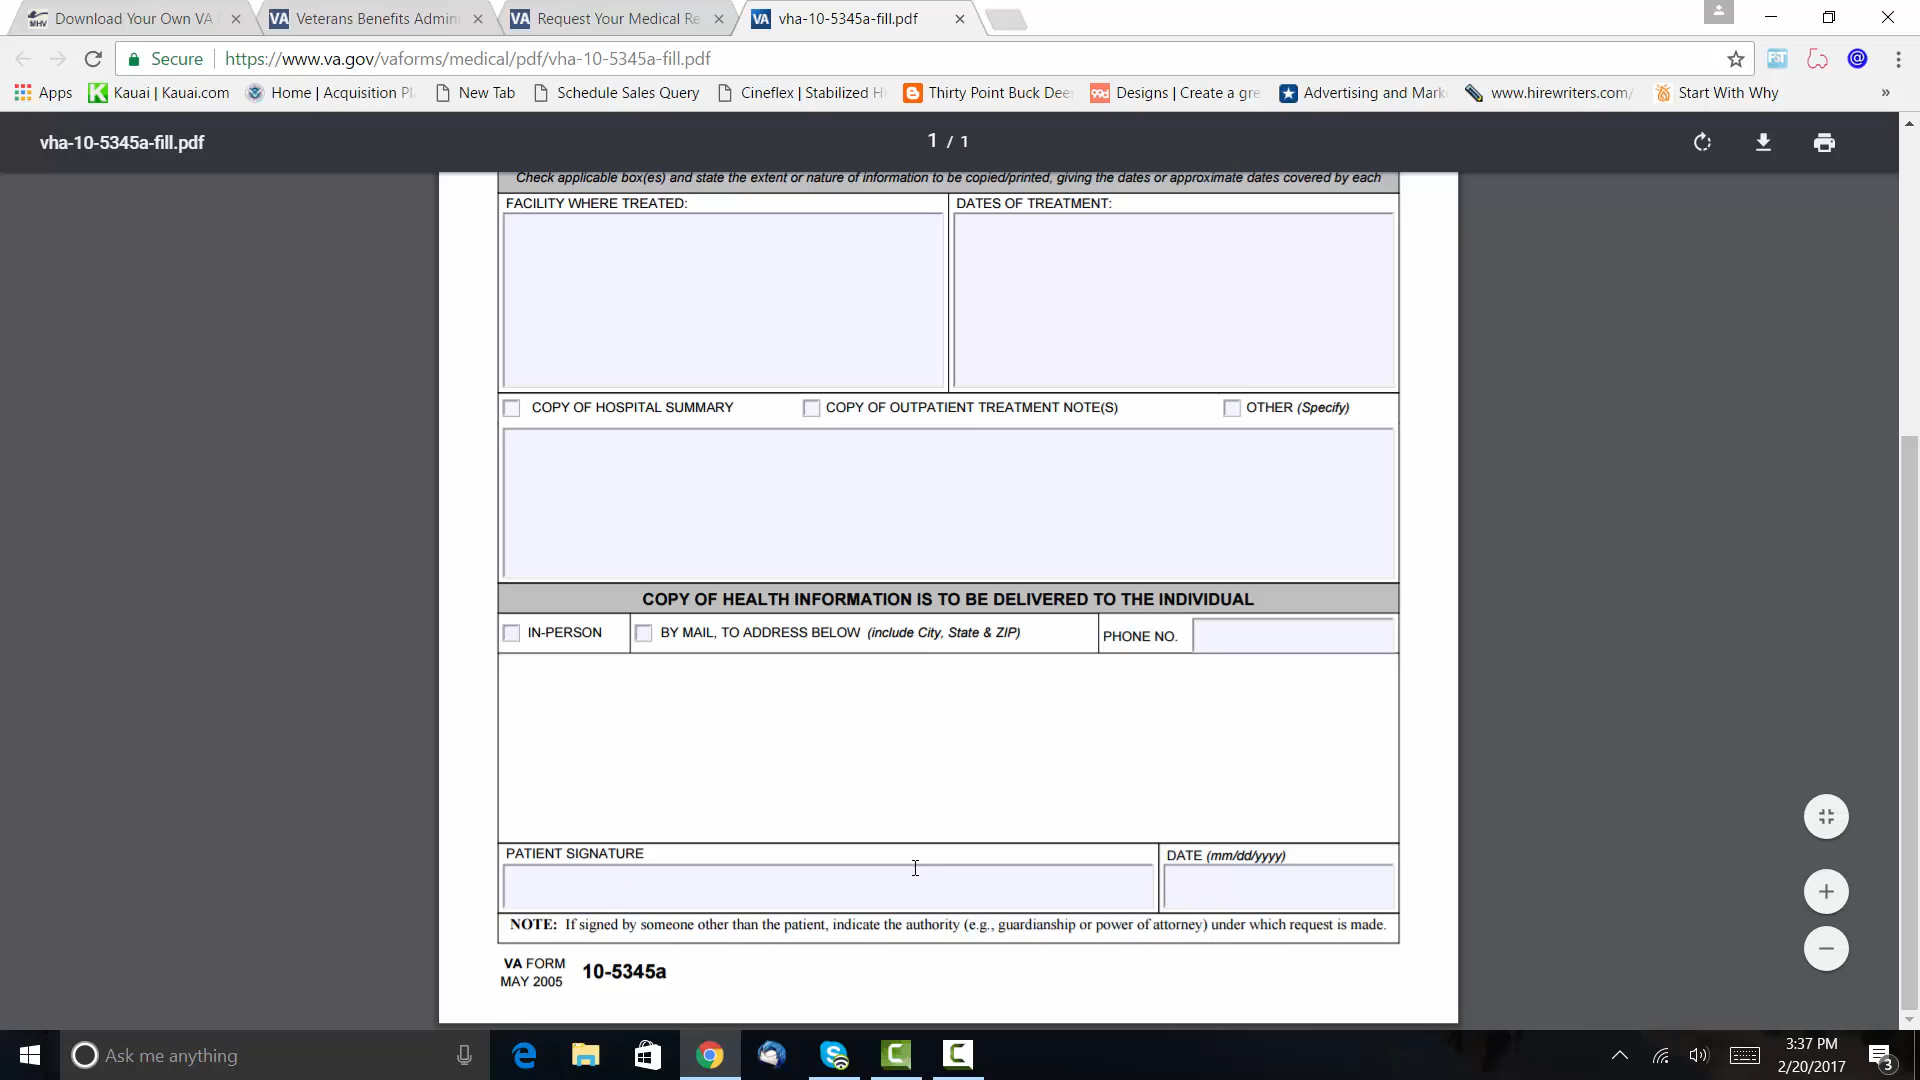 Download Your Own VA
Veterans Benefits Admin
Request Your Medical Re
vha-10-5345a-fill.pdf
Secure
https://www.va.gov/vaforms/medical/pdf/vha-10-5345a-fill.pdf
Apps
Kauai | Kauai.com
Home | Acquisition P
New Tab
Schedule Sales Query
Cineflex | Stabilized H
Thirty Point Buck Dee
Designs | Create a gre
Advertising and Mark
www.hirewriters.com/
Start With Why
»
vha-10-5345a-fill.pdf
1 / 1
Check applicable box(es) and state the extent or nature of information to be copied/printed, giving the dates or approximate dates covered by each
FACILITY WHERE TREATED:
DATES OF TREATMENT:
COPY OF HOSPITAL SUMMARY
COPY OF OUTPATIENT TREATMENT NOTE(S)
OTHER (Specify)
COPY OF HEALTH INFORMATION IS TO BE DELIVERED TO THE INDIVIDUAL
IN-PERSON
BY MAIL, TO ADDRESS BELOW (include City, State & ZIP)
PHONE NO.
PATIENT SIGNATURE
DATE (mm/dd/yyyy)
NOTE: If signed by someone other than the patient, indicate the authority (e.g., guardianship or power of attorney) under which request is made.
VA FORM
MAY 2005
10-5345a
Ask me anything
3:37 PM
2/20/2017
3